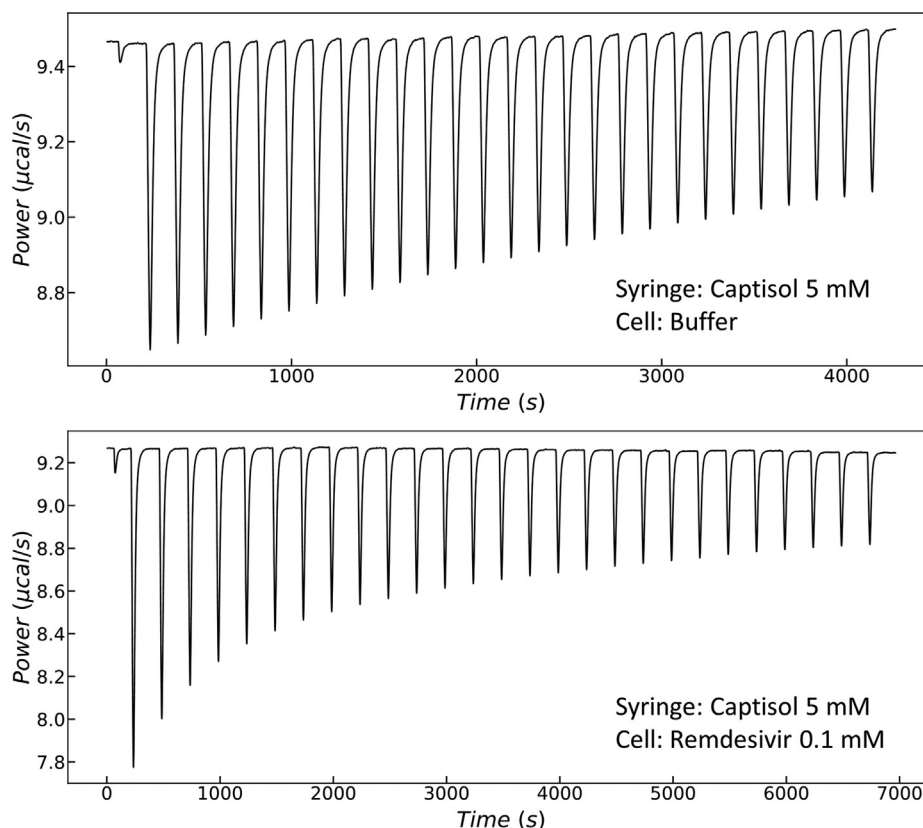 9.4
9.2
9.0
8.8
Power (μcal/s)
Syringe: Captisol 5 mM
Cell: Buffer
0 1000 2000 3000 4000
Time (s)
9.2
9.0
8.8
8.6
8.4
8.2
8.0
7.8
Power (μcal/s)
Syringe: Captisol 5 mM
Cell: Remdesivir 0.1 mM
0 1000 2000 3000 4000 5000 6000 7000
Time (s)